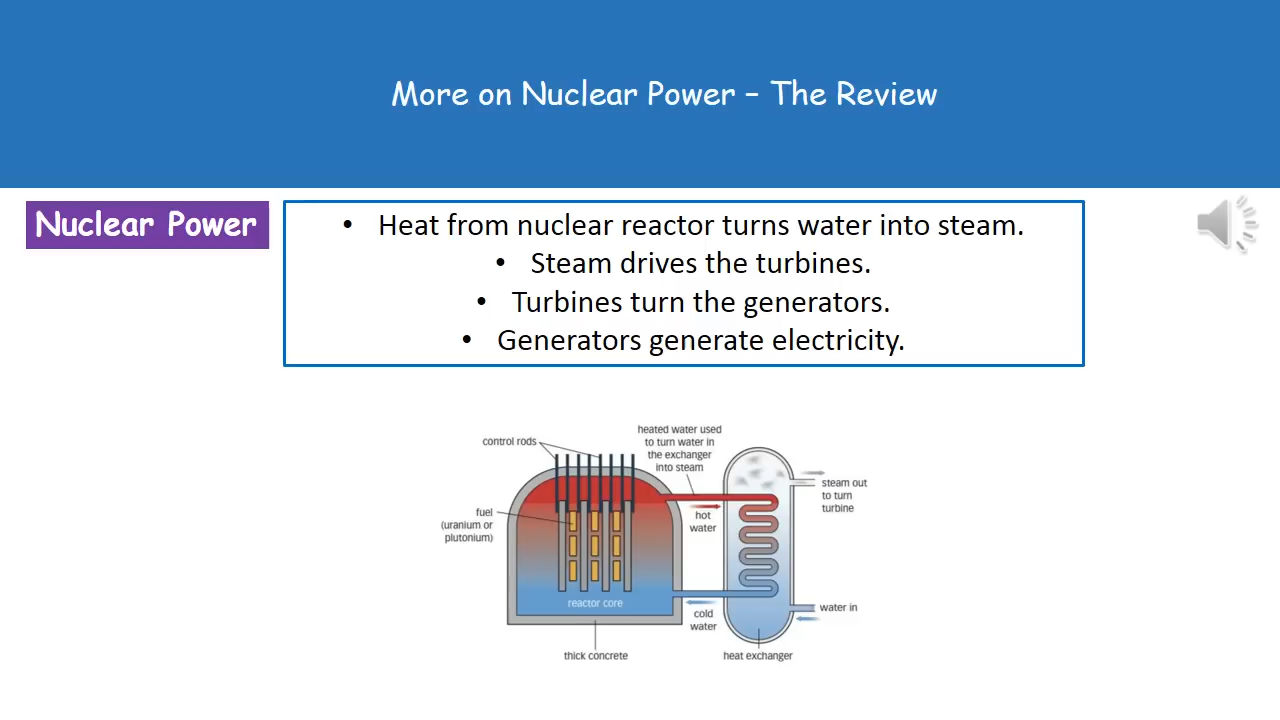 More on Nuclear Power – The Review
Nuclear Power
• Heat from nuclear reactor turns water into steam.
• Steam drives the turbines.
• Turbines turn the generators.
• Generators generate electricity.
control rods
heated water used
to turn water in
the exchanger
into steam
fuel
(uranium or
plutonium)
hot
water
steam out
to turn
turbine
reactor core
cold
water
water in
thick concrete
heat exchanger